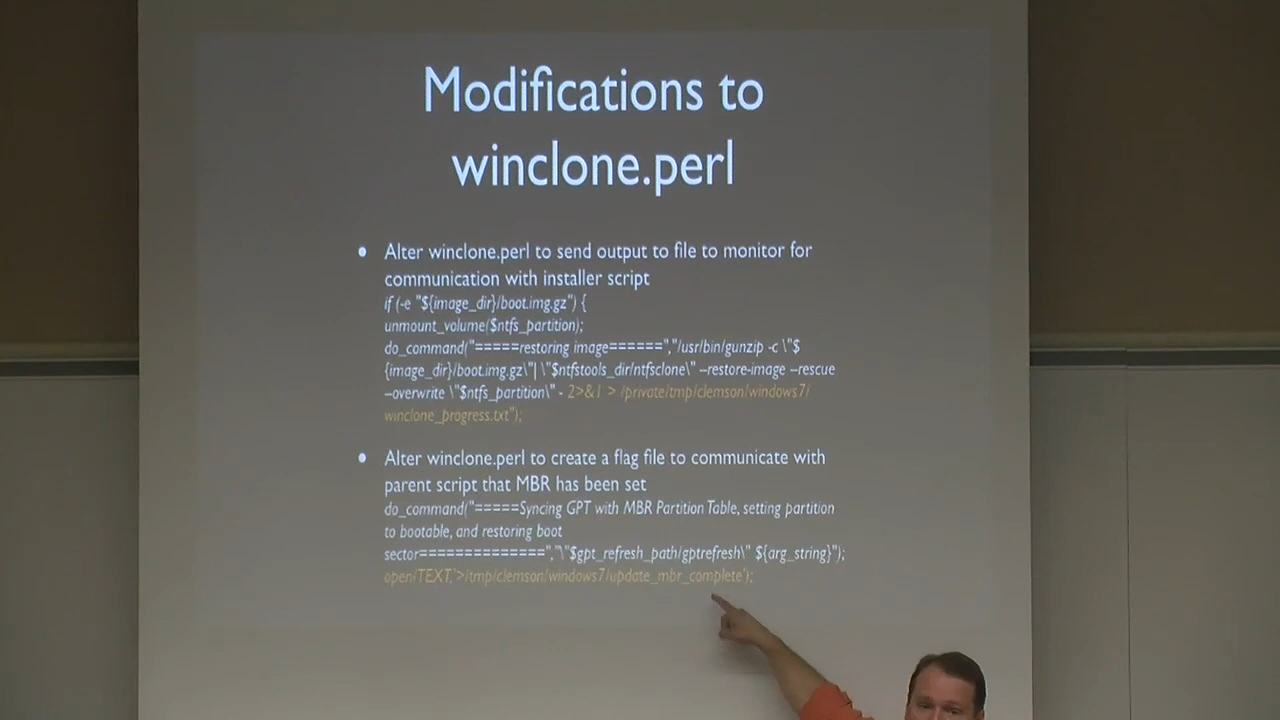 Modifications to
winclone.perl
• Alter winclone.perl to send output to file to monitor for
communication with installer script
if (-e "${image_dir}/boot.img.gz") {
unmount_volume($ntfs_partition);
do_command("=====restoring image======","/usr/bin/gunzip -c \"$
{image_dir}/boot.img.gz\"| \"$ntfstools_dir/ntfsclone\" --restore-image --rescue
--overwrite \"$ntfs_partition\" - 2>&1 > /private/tmp/clemson/windows7/
winclone_progress.txt");
• Alter winclone.perl to create a flag file to communicate with
parent script that MBR has been set
do_command("=====Syncing GPT with MBR Partition Table, setting partition
to bootable, and restoring boot
sector==============","\"$gpt_refresh_path/gptrefresh\" ${arg_string}");
open(TEXT,'>/tmp/clemson/windows7/update_mbr_complete');